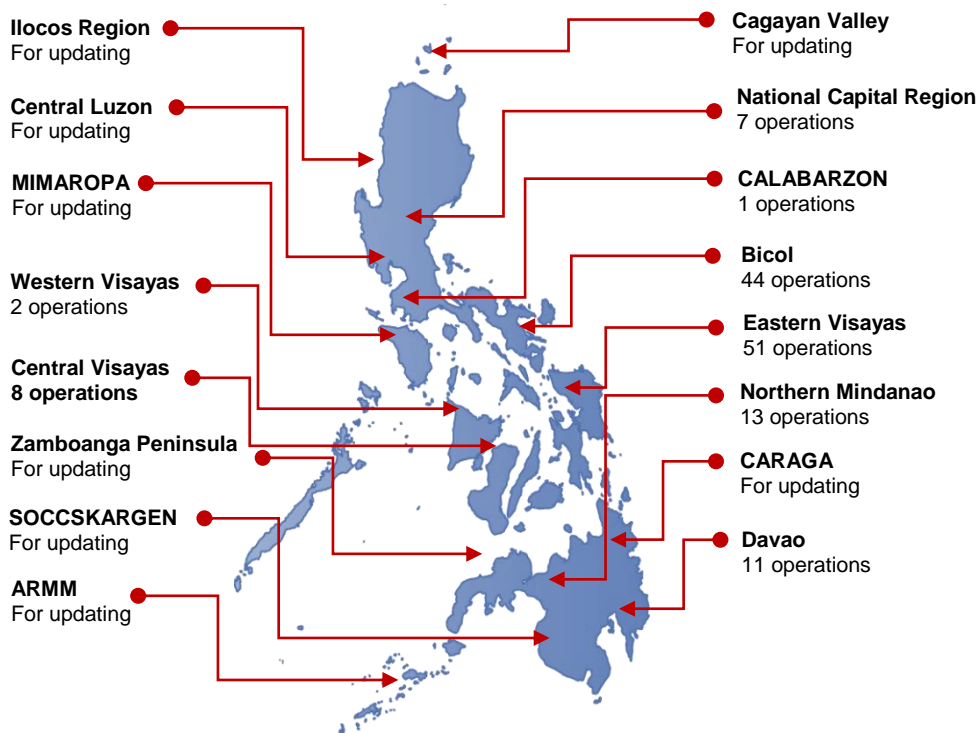 Ilocos Region
For updating
Central Luzon
For updating
MIMAROPA
For updating
Western Visayas
2 operations
Central Visayas
8 operations
Zamboanga Peninsula
For updating
SOCCSKARGEN
For updating
ARMM
For updating
Cagayan Valley
For updating
National Capital Region
7 operations
CALABARZON
1 operations
Bicol
44 operations
Eastern Visayas
51 operations
Northern Mindanao
13 operations
CARAGA
For updating
Davao
11 operations